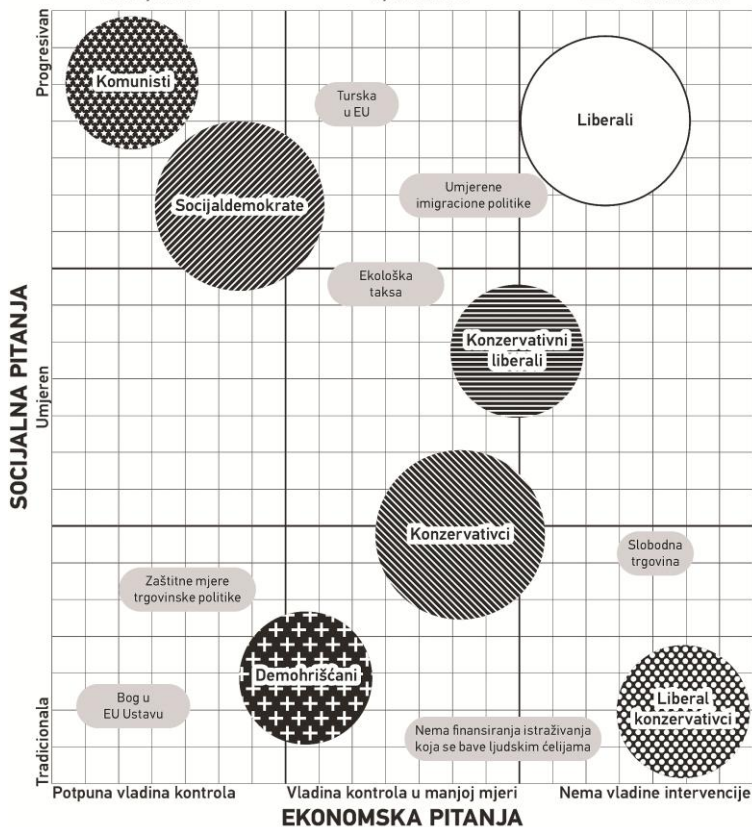 Progresivan
Komunisti
Turska
u EU
Liberali
Socijaldemokrate
Umjerene
imigracione politike
Ekološka
taksa
SOCIJALNA PITANJA
Umjeren
Konzervativni
liberali
Konzervativci
Slobodna
trgovina
Zaštitne mjere
trgovinske politike
Demohrišćani
Bog u
EU Ustavu
Liberal
konzervativci
Nema finansiranja istraživanja
koja se bave ljudskim ćelijama
Tradicionala
Potpuna vladina kontrola
Vladina kontrola u manjoj mjeri
Nema vladine intervencije
EKONOMSKA PITANJA